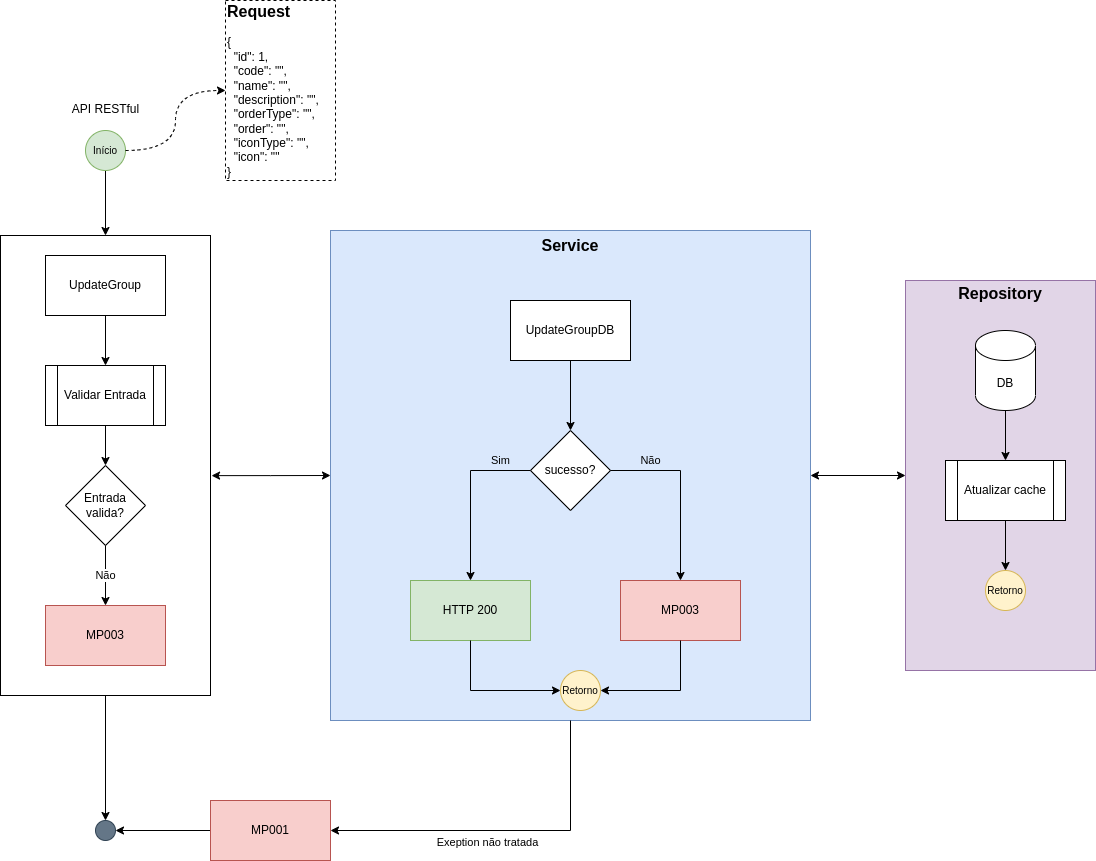 Request
{
"id": 1,
"code": "",
"name": "",
"description": "",
"orderType": "",
"order": "",
"iconType": "",
"icon": ""
}
API RESTful
Início
UpdateGroup
Validar Entrada
Entrada
valida?
Não
MP003
Service
UpdateGroupDB
sucesso?
Sim
Não
HTTP 200
MP003
Retorno
Repository
DB
Atualizar cache
Retorno
MP001
Exeption não tratada